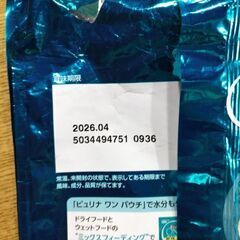 賞味期限
2026.04
5034494751 0936
常温、未開封の状態で、表示してある期限まで
風味、成分、品質が保てます。
「ピュリナ ワン パウチ」で水分も
ドライフードと
ウェットフードの
"ミックスフィーディング"で